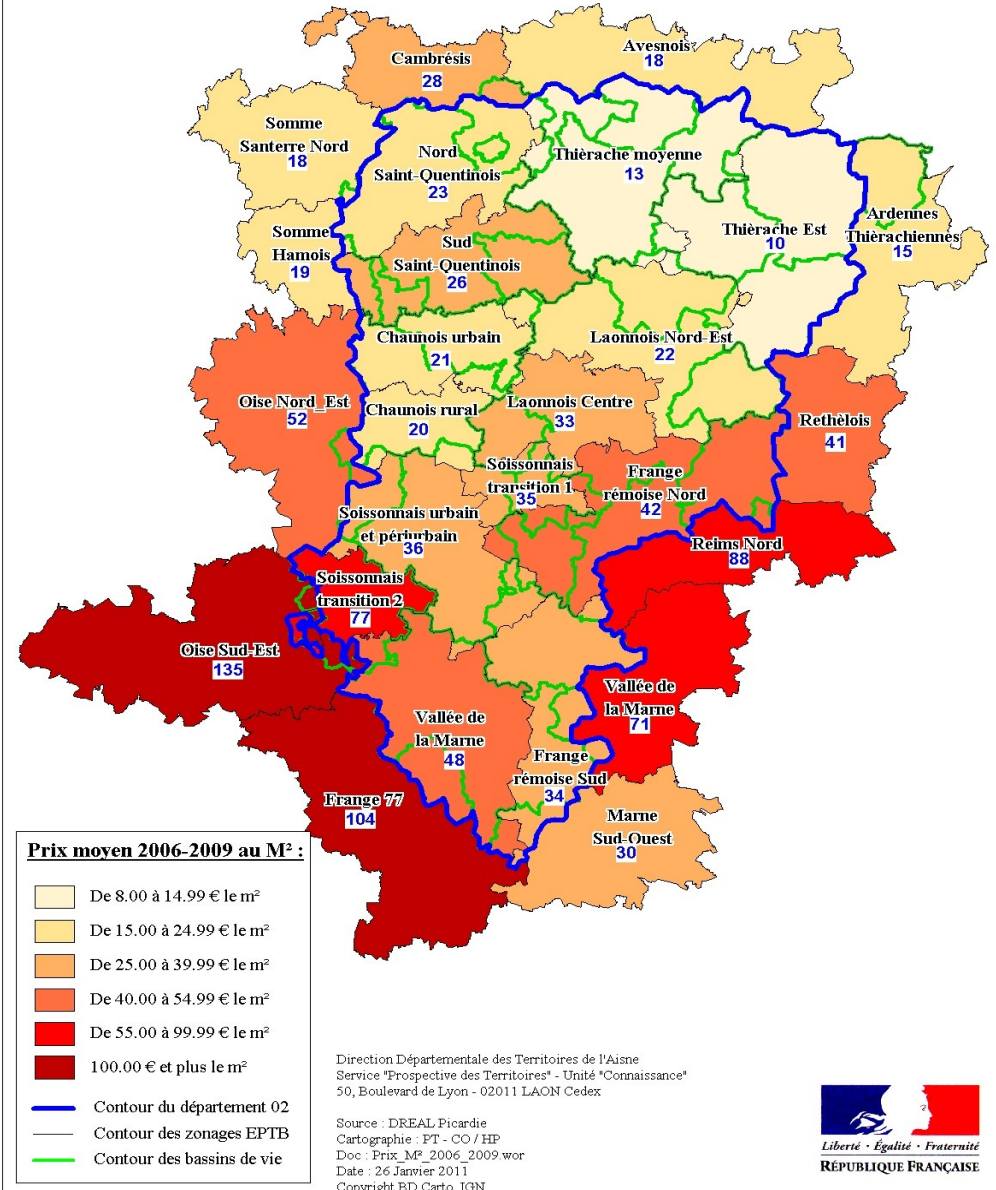 Cambrésis
28
Avesnois
18
Somme
Santerre Nord
18
Nord
Saint-Quentinois
23
Thièrache moyenne
13
Somme
Hamois
19
Sud
Saint-Quentinois
26
Thièrache Est
10
Ardennes
Thièrachiennes
15
Chaunois urbain
21
Laonnois Nord-Est
22
Oise Nord_Est
52
Chaunois rural
20
Laonnois Centre
33
Rethèlois
41
Soissonnais
transition 1
35
Frange
rémoise Nord
42
Soissonnais urbain
et périurbain
36
Reims Nord
88
Soissonnais
transition 2
77
Oise Sud-Est
135
Vallée de
la Marne
48
Vallée de
la Marne
71
Frange
rémoise Sud
34
Frange 77
104
Marne
Sud-Ouest
30
Prix moyen 2006-2009 au M² :
De 8.00 à 14.99 € le m²
De 15.00 à 24.99 € le m²
De 25.00 à 39.99 € le m²
De 40.00 à 54.99 € le m²
De 55.00 à 99.99 € le m²
100.00 € et plus le m²
Contour du département 02
Contour des zonages EPTB
Contour des bassins de vie
Direction Départementale des Territoires de l'Aisne
Service "Prospective des Territoires" - Unité "Connaissance"
50, Boulevard de Lyon - 02011 LAON Cedex
Source : DREAL Picardie
Cartographie : PT - CO / HP
Doc : Prix_M²_2006_2009.wor
Date : 26 Janvier 2011
Copyright BD Carto, IGN
Liberté • Égalité • Fraternité
RÉPUBLIQUE FRANÇAISE